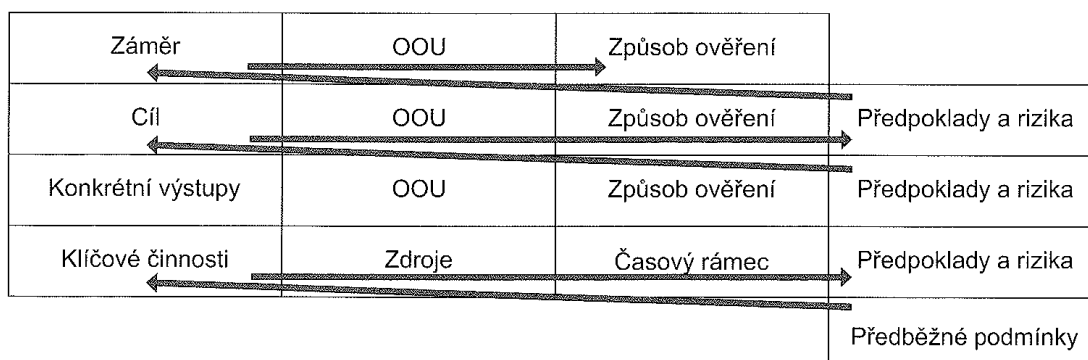 Záměr OOU Způsob ověření
Cíl OOU Způsob ověření Předpoklady a rizika
Konkrétní výstupy OOU Způsob ověření Předpoklady a rizika
Klíčové činnosti Zdroje Časový rámec Předpoklady a rizika
Předběžné podmínky